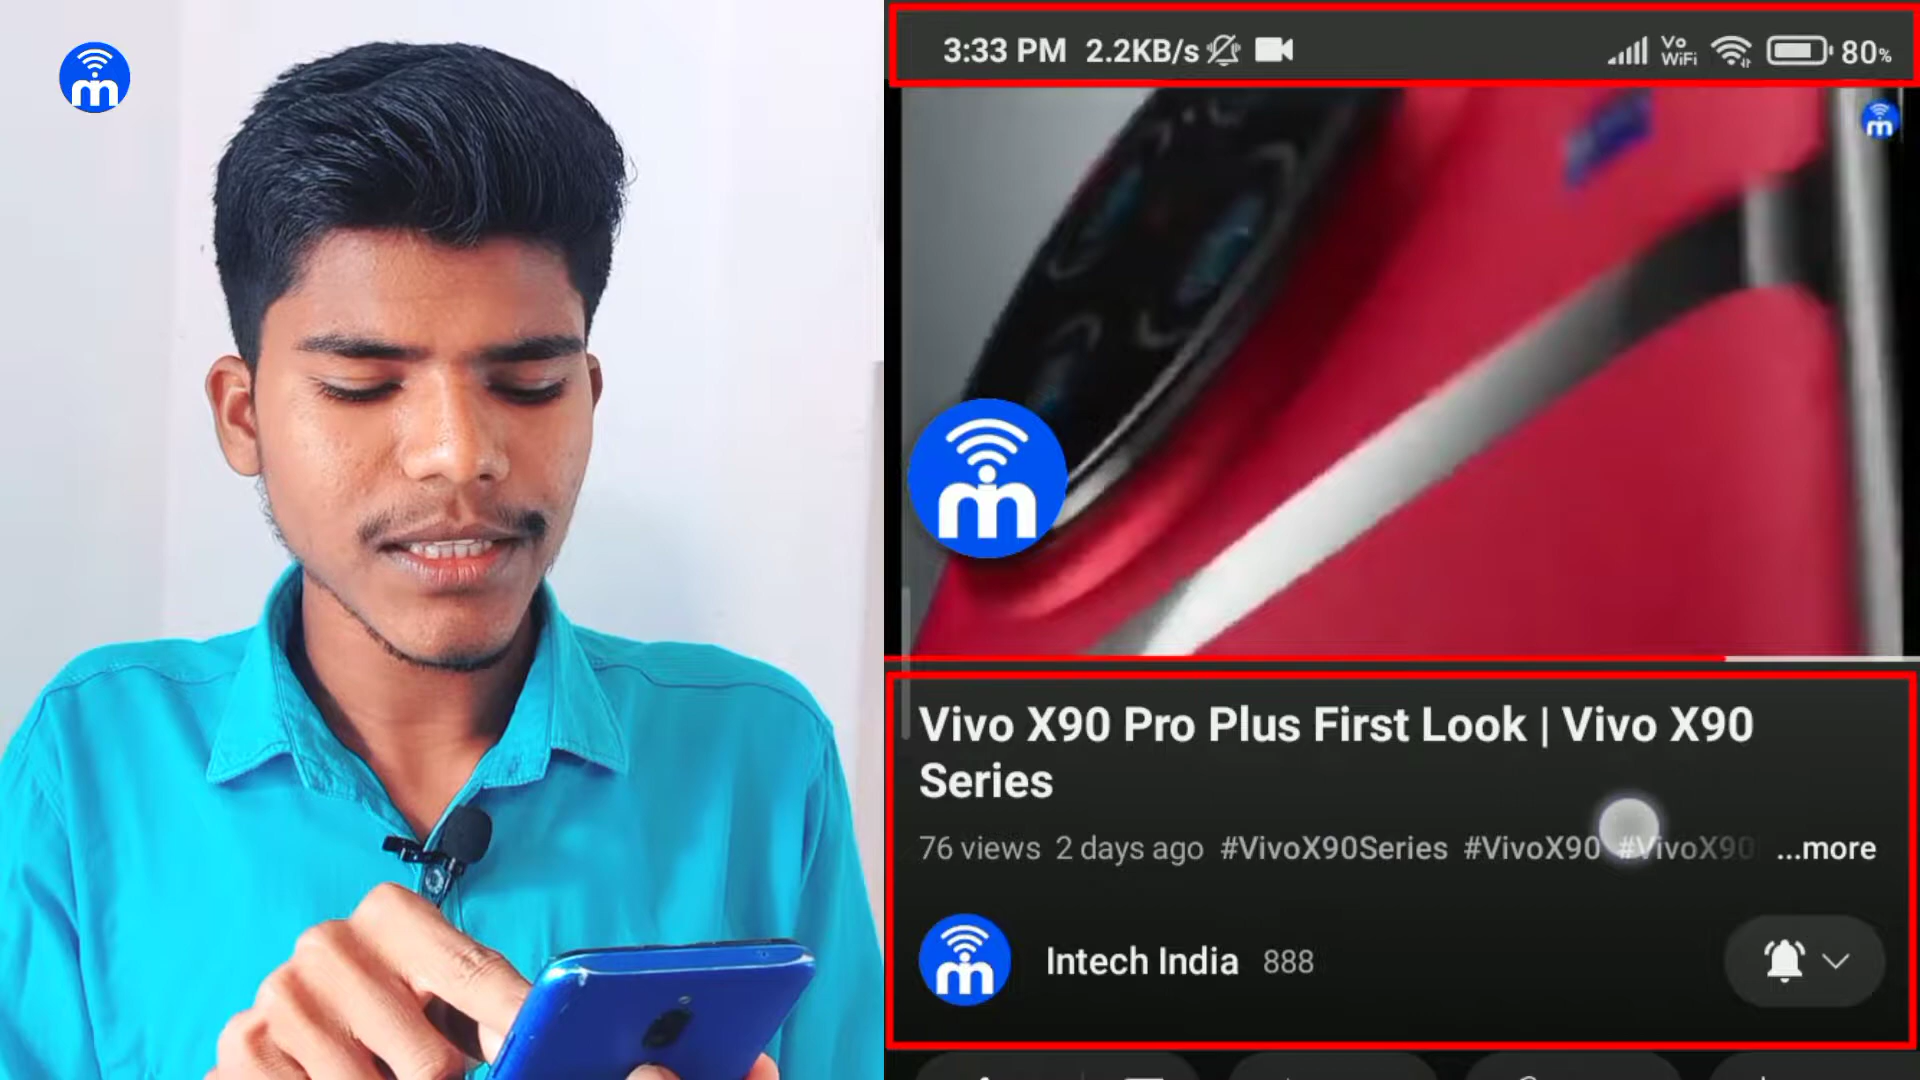 3:33 PM 2.2KB/s Vo WiFi 80%
Vivo X90 Pro Plus First Look | Vivo X90
Series
76 views 2 days ago #VivoX90Series #VivoX90 #VivoX90 ...more
Intech India 888